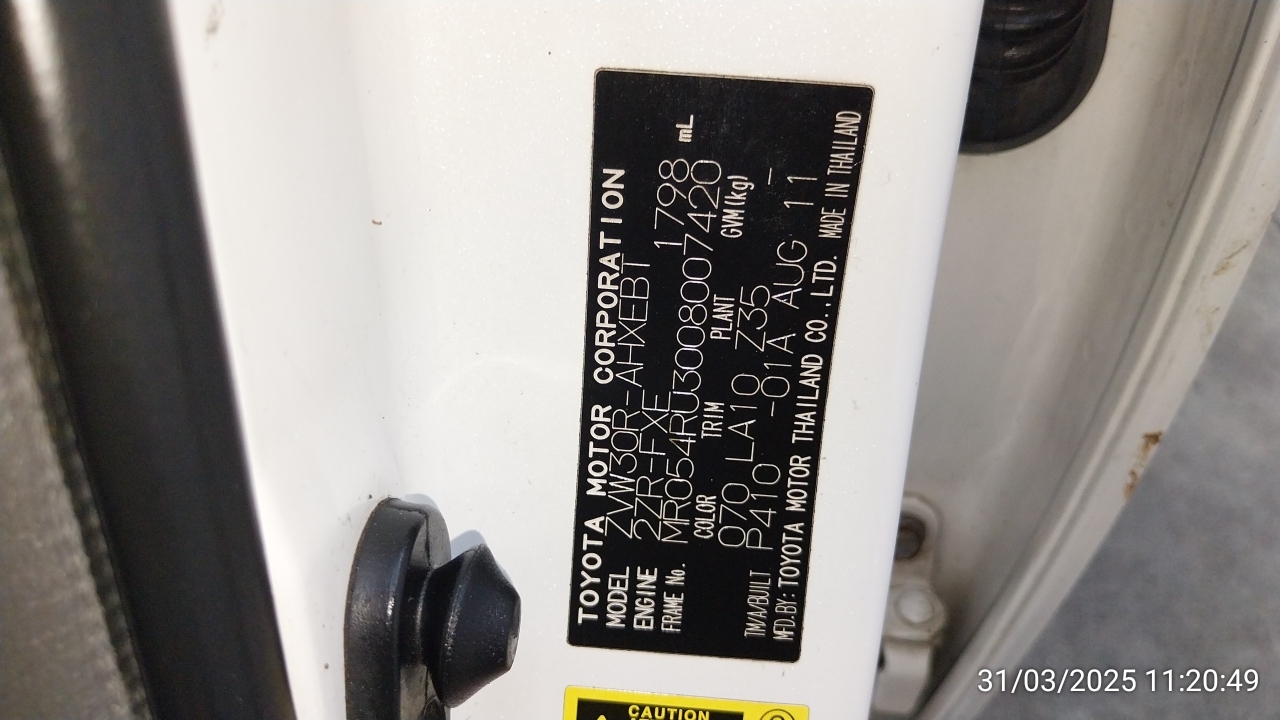 TOYOTA MOTOR CORPORATION
MODEL ZVW30R-AHXEBT
ENGINE 2ZR-FXE 1798 mL
FRAME No. MR054RU3008007420
COLOR TRIM PLANT GVM(kg)
070 LA10 Z35 -
TM/A/BUILT P410 -01A AUG 11
MFD.BY:TOYOTA MOTOR THAILAND CO.,LTD. MADE IN THAILAND
CAUTION
31/03/2025 11:20:49